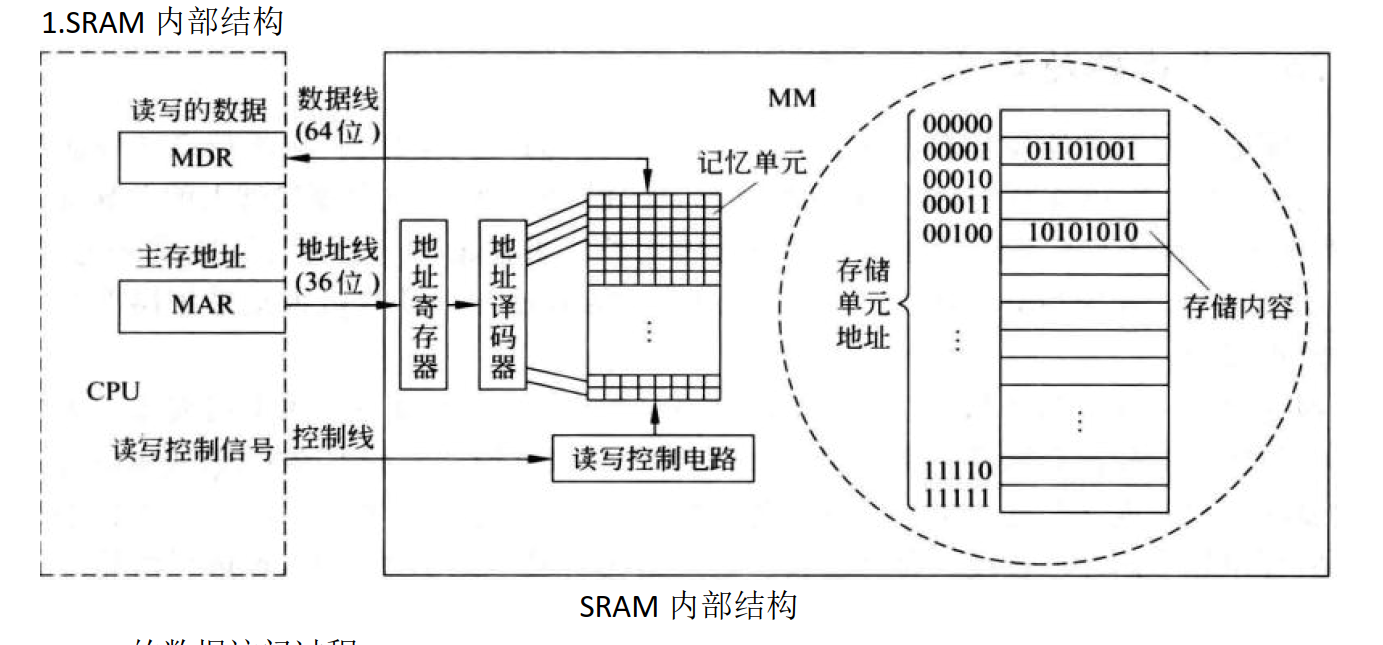 1.SRAM 内部结构
读写的数据
MDR
数据线
(64位)
主存地址
MAR
地址线
(36位)
CPU
读写控制信号
控制线
地址寄存器
地址译码器
记忆单元
读写控制电路
MM
存储
单元
地址
00000
00001
01101001
00010
00011
00100
10101010
存储内容
⋮
⋮
⋮
11110
11111
SRAM 内部结构